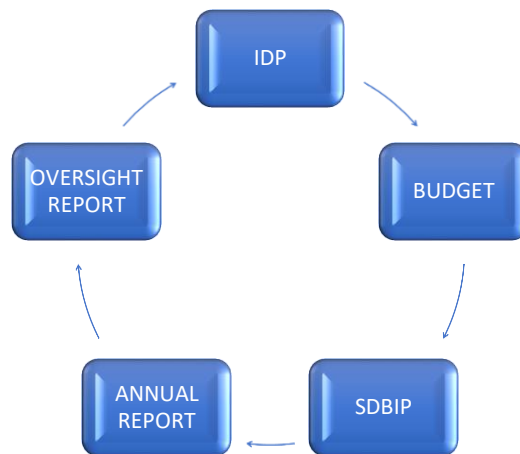 IDP
BUDGET
SDBIP
ANNUAL
REPORT
OVERSIGHT
REPORT